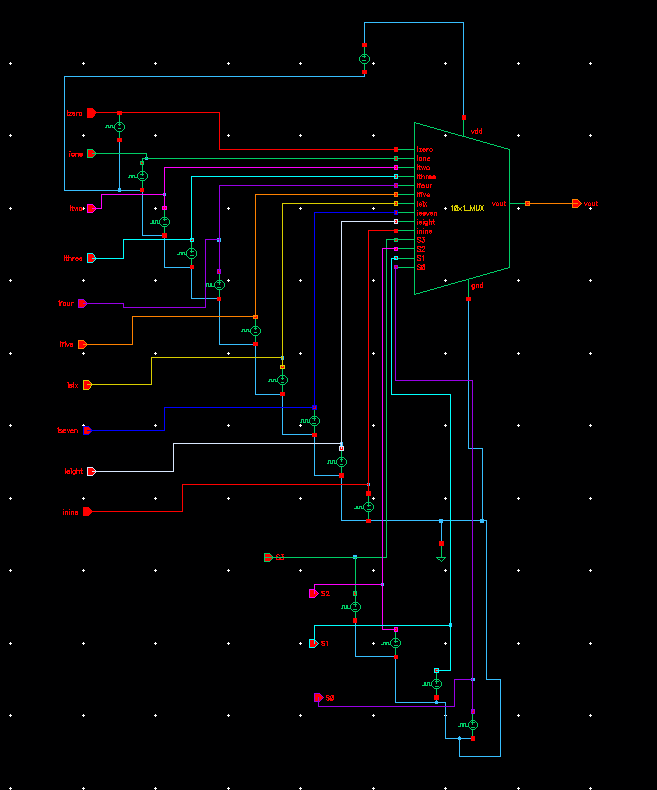 Izero
vdd
Ione
Izero
Ione
Itwo
Ithree
Ifour
Ifive
Isix
Iseven
Ieight
inine
S3
S2
S1
S0
10x1_MUX
vout
vout
Itwo
Ithree
gnd
Ifour
Ifive
Isix
Iseven
Ieight
inine
S3
S2
S1
S0